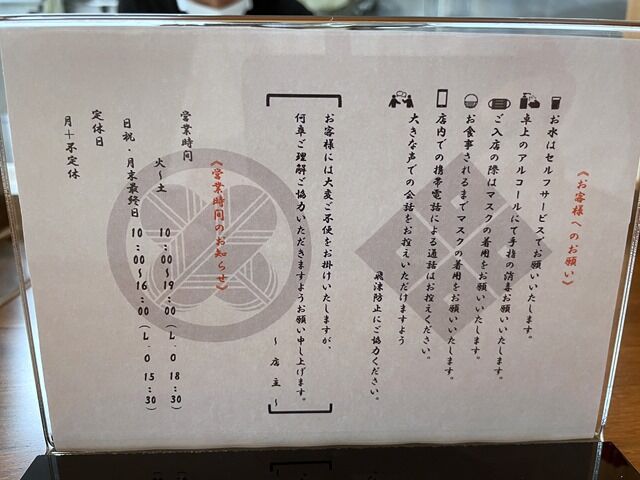 《お客様へのお願い》
お水はセルフサービスでお願いいたします。
卓上のアルコールにて手指の消毒お願いいたします。
ご入店の際はマスクの着用をお願いいたします。
お食事されるまでマスクの着用をお願いいたします。
店内での携帯電話による通話はお控えください。
大きな声での会話をお控えいただけますよう
飛沫防止にご協力ください。
お客様には大変ご不便をお掛けいたしますが、
何卒ご理解ご協力いただきますようお願い申し上げます。
～店主～
《営業時間のお知らせ》
営業時間
火～土 10:00～19:00(L.O 18:30)
日祝・月末最終日 10:00～16:00(L.O 15:30)
定休日
月+不定休